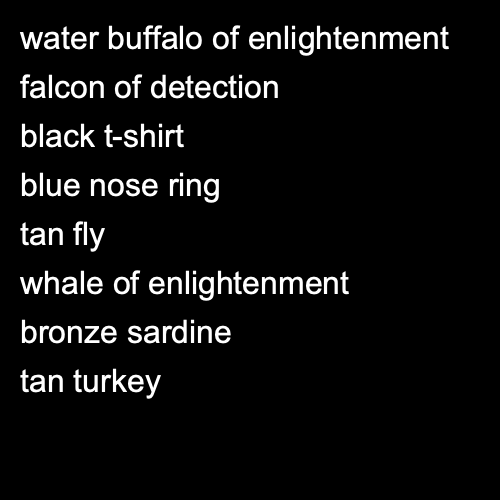 water buffalo of enlightenment
falcon of detection
black t-shirt
blue nose ring
tan fly
whale of enlightenment
bronze sardine
tan turkey